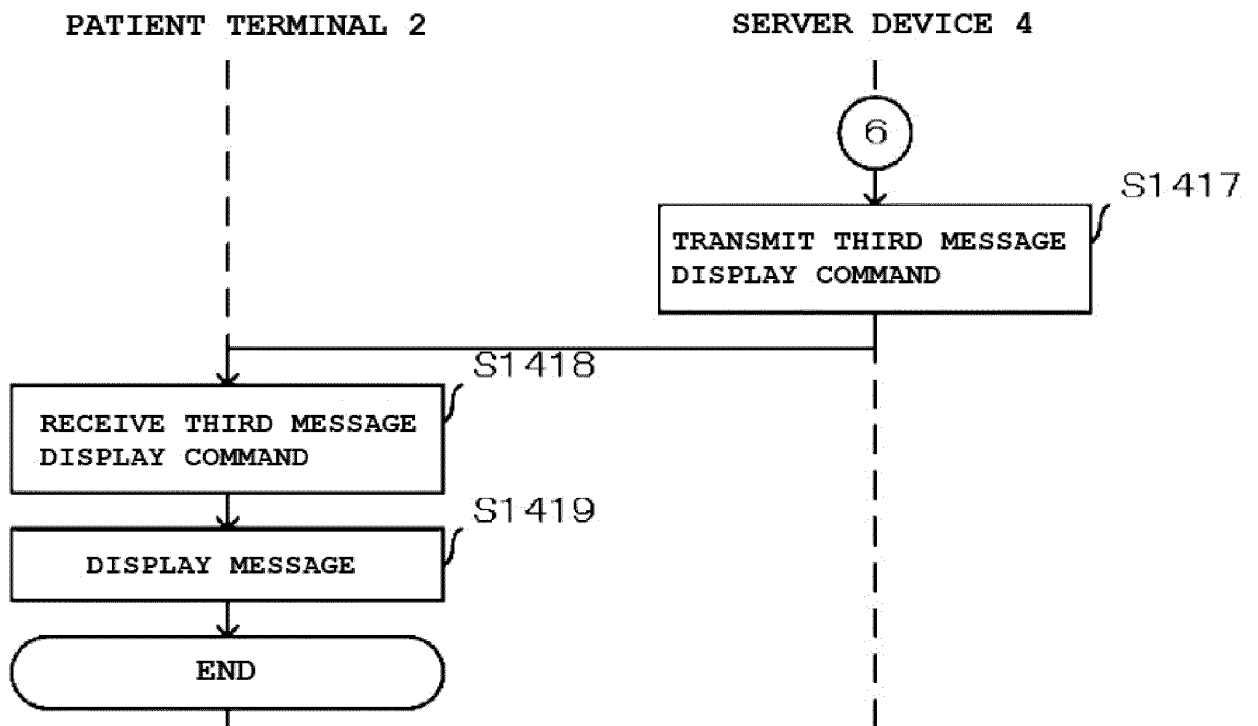 PATIENT TERMINAL 2
SERVER DEVICE 4
6
S1417
TRANSMIT THIRD MESSAGE
DISPLAY COMMAND
S1418
RECEIVE THIRD MESSAGE
DISPLAY COMMAND
S1419
DISPLAY MESSAGE
END